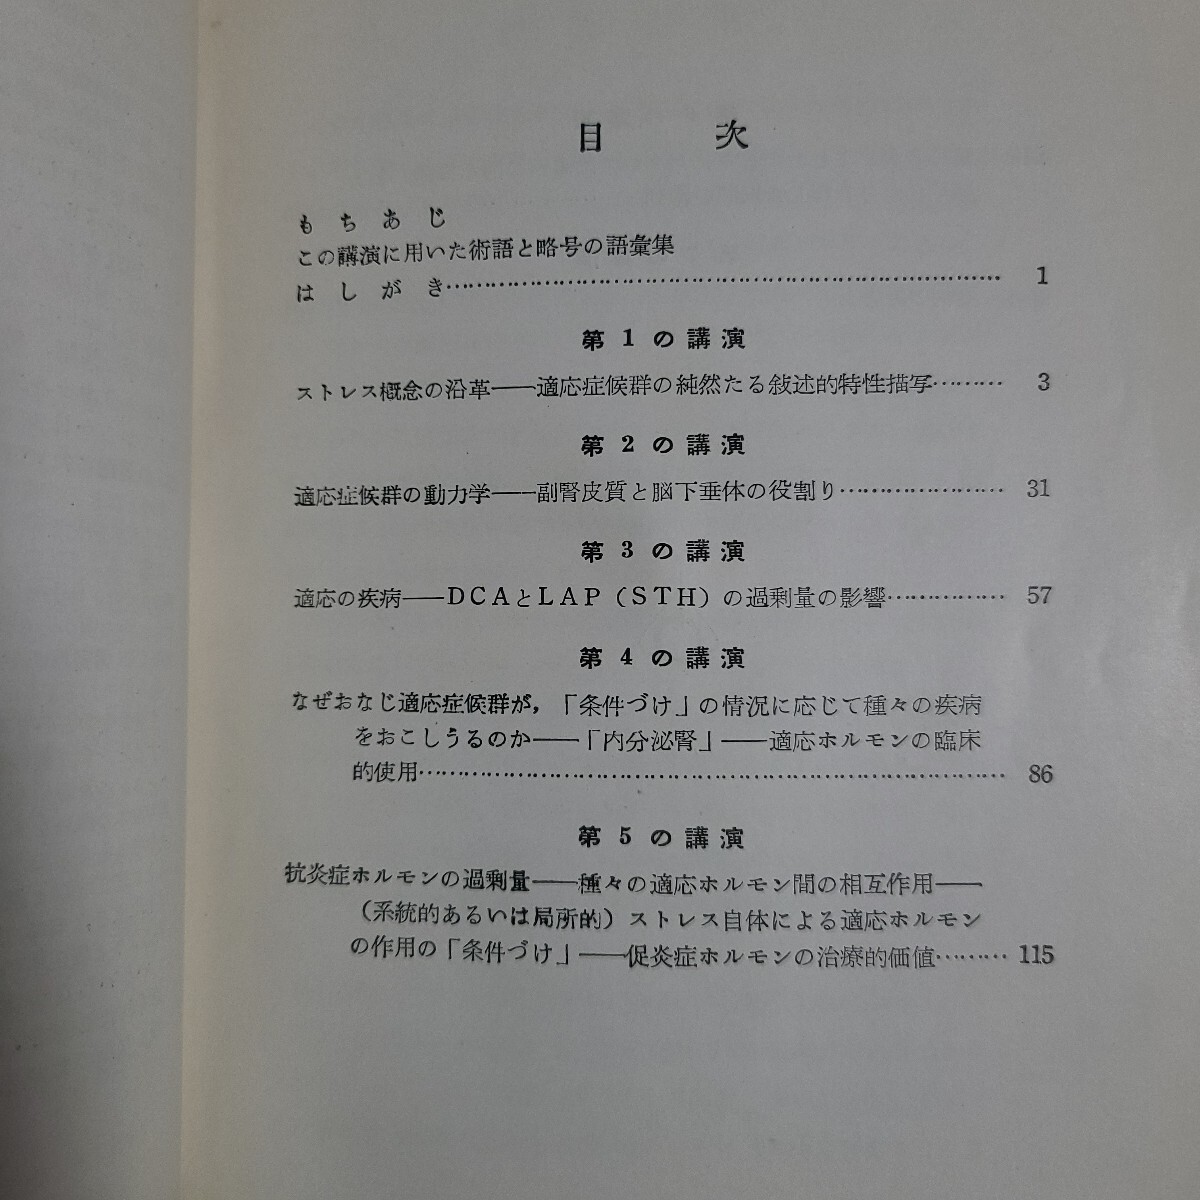 目次
もちあじ
この講演に用いた術語と略号の語彙集
はしがき…………………………………………………………… 1
第1の講演
ストレス概念の沿革――適応症候群の純然たる敍述的特性描写……… 3
第2の講演
適応症候群の動力学――副腎皮質と脳下垂体の役割り………………… 31
第3の講演
適応の疾病――DCAとLAP(STH)の過剰量の影響…………… 57
第4の講演
なぜおなじ適応症候群が,「条件づけ」の情況に応じて種々の疾病
をおこしうるのか――「内分泌腎」――適応ホルモンの臨床
的使用……………………………………………………………… 86
第5の講演
抗炎症ホルモンの過剰量――種々の適応ホルモン間の相互作用――
(系統的あるいは局所的)ストレス自体による適応ホルモン
の作用の「条件づけ」――促炎症ホルモンの治療的価値……… 115